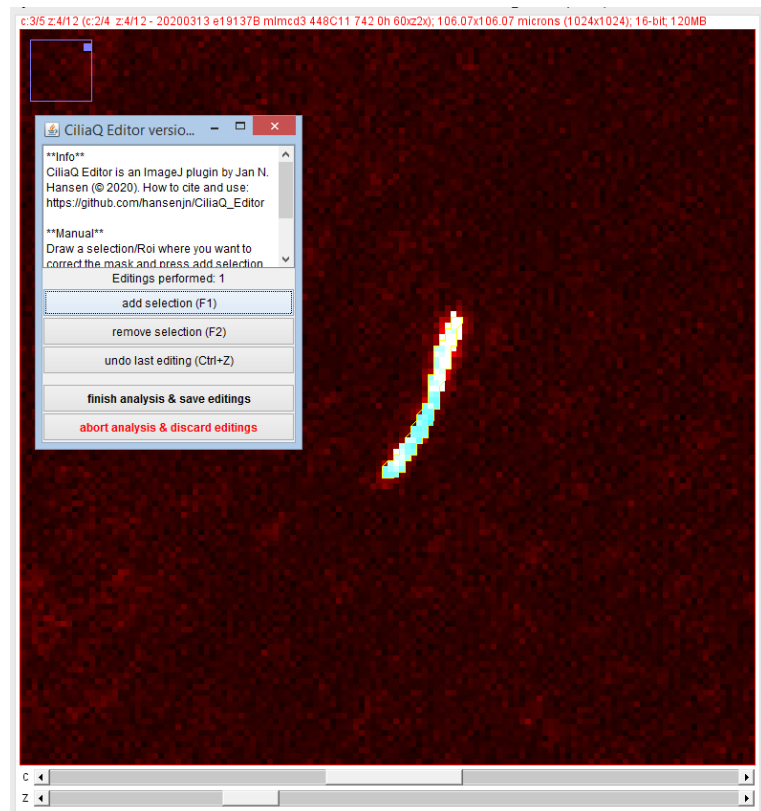 c:3/5 z:4/12 (c:2/4 z:4/12 - 20200313 e19137B mlmcd3 448C11 742 0h 60xz2x); 106.07x106.07 microns (1024x1024); 16-bit; 120MB
CiliaQ Editor versio...
**Info**
CiliaQ Editor is an ImageJ plugin by Jan N.
Hansen (© 2020). How to cite and use:
https://github.com/hansenjn/CiliaQ_Editor
**Manual**
Draw a selection/Roi where you want to
correct the mask and press add selection
Editings performed: 1
add selection (F1)
remove selection (F2)
undo last editing (Ctrl+Z)
finish analysis & save editings
abort analysis & discard editings
C
Z